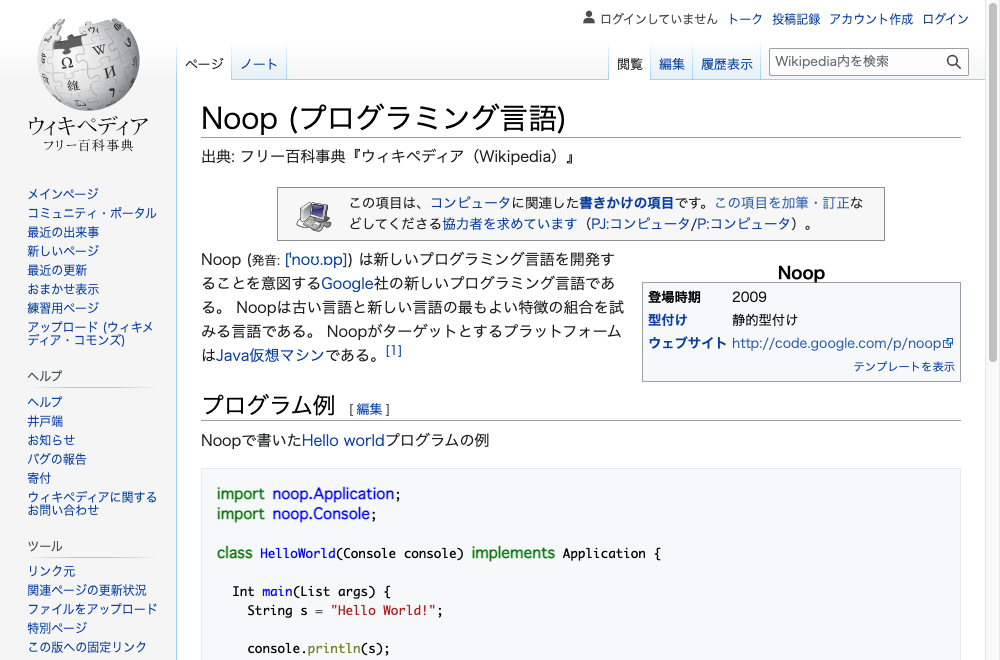 ログインしていません トーク 投稿記録 アカウント作成 ログイン
ページ ノート 閲覧 編集 履歴表示 Wikipedia内を検索
Ω W И 維 ウィ
ウィキペディア
フリー百科事典
メインページ
コミュニティ・ポータル
最近の出来事
新しいページ
最近の更新
おまかせ表示
練習用ページ
アップロード (ウィキメ
ディア・コモンズ)
ヘルプ
ヘルプ
井戸端
お知らせ
バグの報告
寄付
ウィキペディアに関する
お問い合わせ
ツール
リンク元
関連ページの更新状況
ファイルをアップロード
特別ページ
この版への固定リンク
Noop (プログラミング言語)
出典: フリー百科事典『ウィキペディア（Wikipedia）』
この項目は、コンピュータに関連した書きかけの項目です。この項目を加筆・訂正な
どしてくださる協力者を求めています（PJ:コンピュータ/P:コンピュータ）。
Noop (発音: [ˈnoʊ.ɒp]) は新しいプログラミング言語を開発す
ることを意図するGoogle社の新しいプログラミング言語であ
る。 Noopは古い言語と新しい言語の最もよい特徴の組合を試
みる言語である。 Noopがターゲットとするプラットフォーム
はJava仮想マシンである。[1]
Noop
登場時期 2009
型付け 静的型付け
ウェブサイト http://code.google.com/p/noop
テンプレートを表示
プログラム例 [編集]
Noopで書いたHello worldプログラムの例
import noop.Application;
import noop.Console;
class HelloWorld(Console console) implements Application {
Int main(List args) {
String s = "Hello World!";
console.println(s);